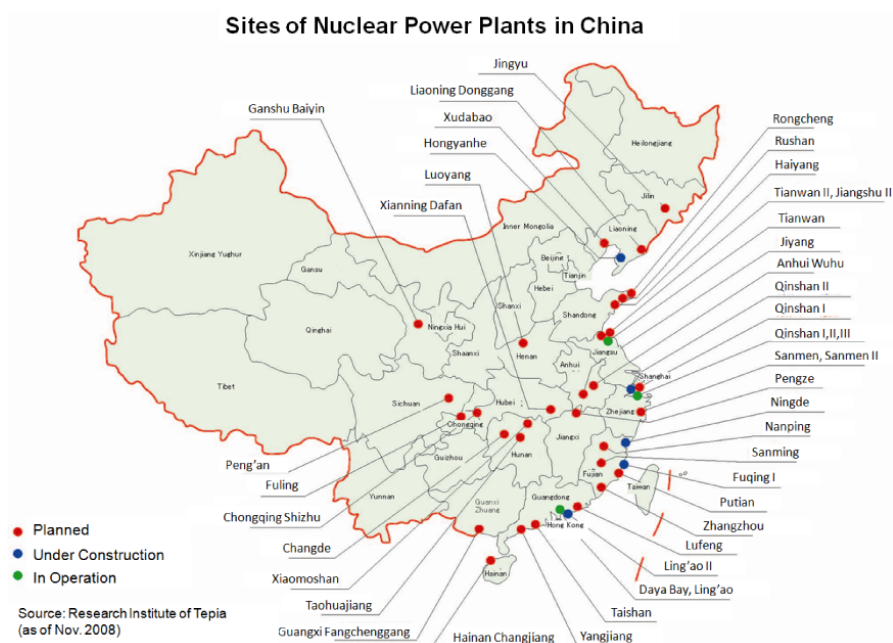 Sites of Nuclear Power Plants in China
Jingyu
Liaoning Donggang
Ganshu Baiyin
Xudabao
Hongyanhe
Luoyang
Xianning Dafan
Rongcheng
Rushan
Haiyang
Tianwan II, Jiangshu II
Tianwan
Jiyang
Anhui Wuhu
Qinshan II
Qinshan I
Qinshan I,II,III
Sanmen, Sanmen II
Pengze
Ningde
Nanping
Sanming
Fuqing I
Putian
Zhangzhou
Lufeng
Ling'ao II
Daya Bay, Ling'ao
Taishan
Yangjiang
Hainan Changjiang
Guangxi Fangchenggang
Taohuajiang
Xiaomoshan
Changde
Chongqing Shizhu
Fuling
Peng'an
Heilongjiang
Jilin
Liaoning
Inner Mongolia
Beijing
Tianjin
Hebei
Shanxi
Shandong
Xinjiang Yughur
Gansu
Qinghai
Ningxia Hui
Shaanxi
Henan
Jiangsu
Anhui
Shanghai
Tibet
Sichuan
Chongqing
Hubei
Zhejiang
Jiangxi
Hunan
Guizhou
Fujian
Taiwan
Yunnan
Guanxi
Zhuang
Guangdong
Hong Kong
Hainan
Planned
Under Construction
In Operation
Source: Research Institute of Tepia
(as of Nov. 2008)